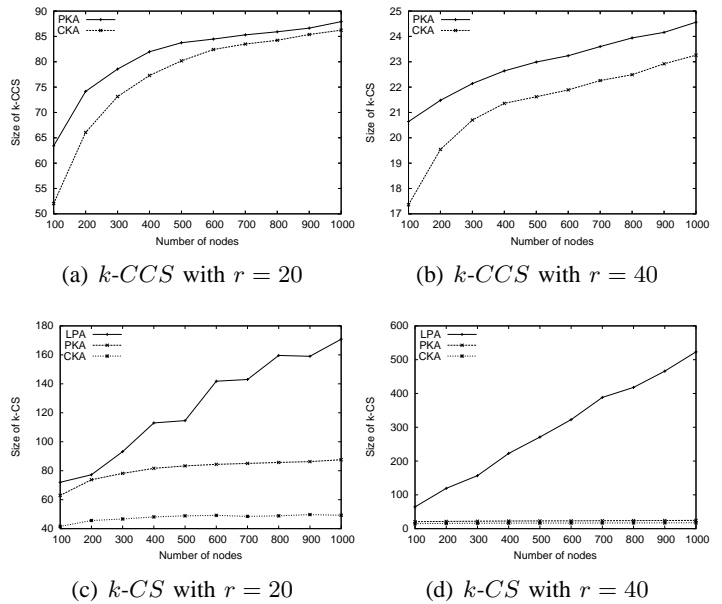 PKA
CKA
90
85
80
75
70
65
60
55
50
Size of k-CCS
100 200 300 400 500 600 700 800 900 1000
Number of nodes
(a) k-CCS with r = 20
PKA
CKA
25
24
23
22
21
20
19
18
17
Size of k-CCS
100 200 300 400 500 600 700 800 900 1000
Number of nodes
(b) k-CCS with r = 40
LPA
PKA
CKA
180
160
140
120
100
80
60
40
Size of k-CS
100 200 300 400 500 600 700 800 900 1000
Number of nodes
(c) k-CS with r = 20
LPA
PKA
CKA
600
500
400
300
200
100
0
Size of k-CS
100 200 300 400 500 600 700 800 900 1000
Number of nodes
(d) k-CS with r = 40